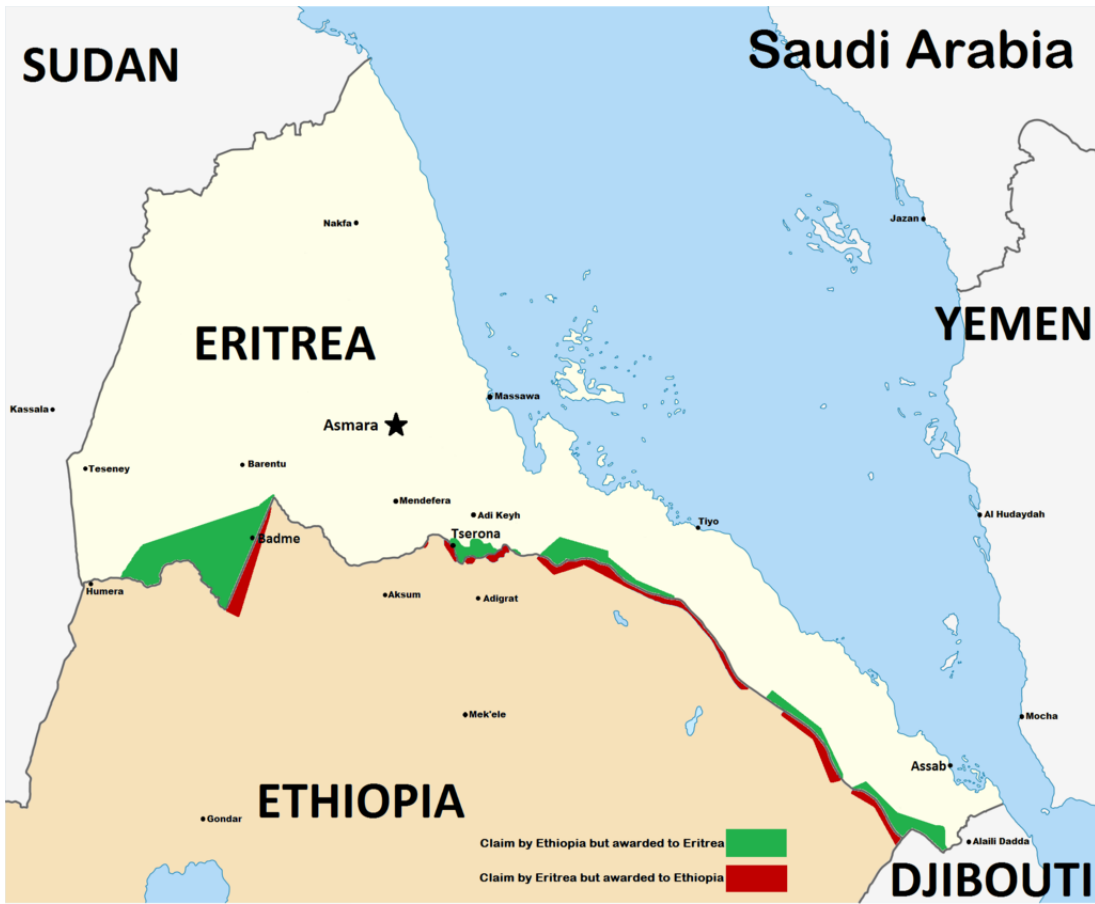 SUDAN
Saudi Arabia
Nakfa
Jazan
ERITREA
YEMEN
Kassala
Massawa
Asmara
Teseney
Barentu
Mendefera
Adi Keyh
Al Hudaydah
Tiyo
Badme
Tserona
Humera
Aksum
Adigrat
Mek'ele
Mocha
Assab
ETHIOPIA
Gondar
Claim by Ethiopia but awarded to Eritrea
Alaili Dadda
Claim by Eritrea but awarded to Ethiopia
DJIBOUTI